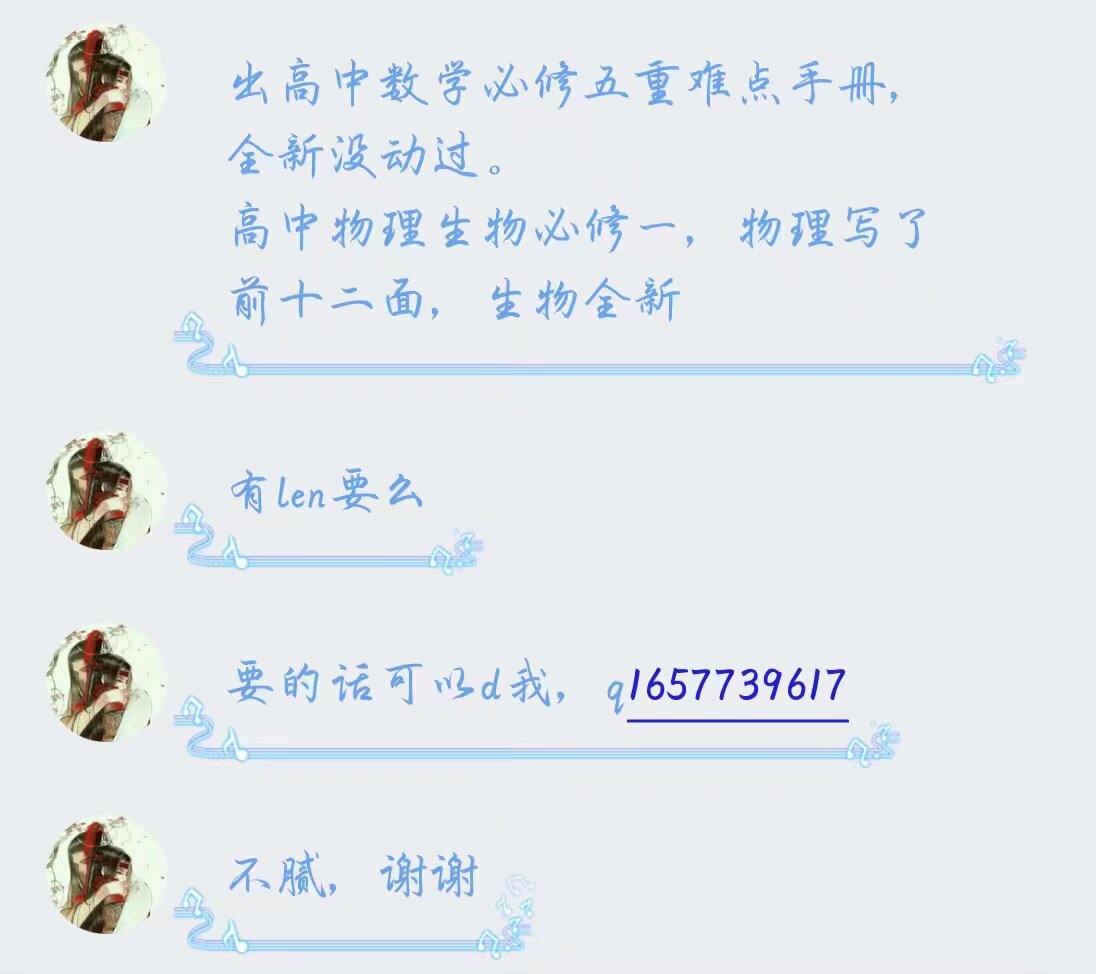 出高中数学必修五重难点手册，
全新没动过。
高中物理生物必修一，物理写了
前十二面，生物全新
有len要么
要的话可以d我，q1657739617
不腻，谢谢